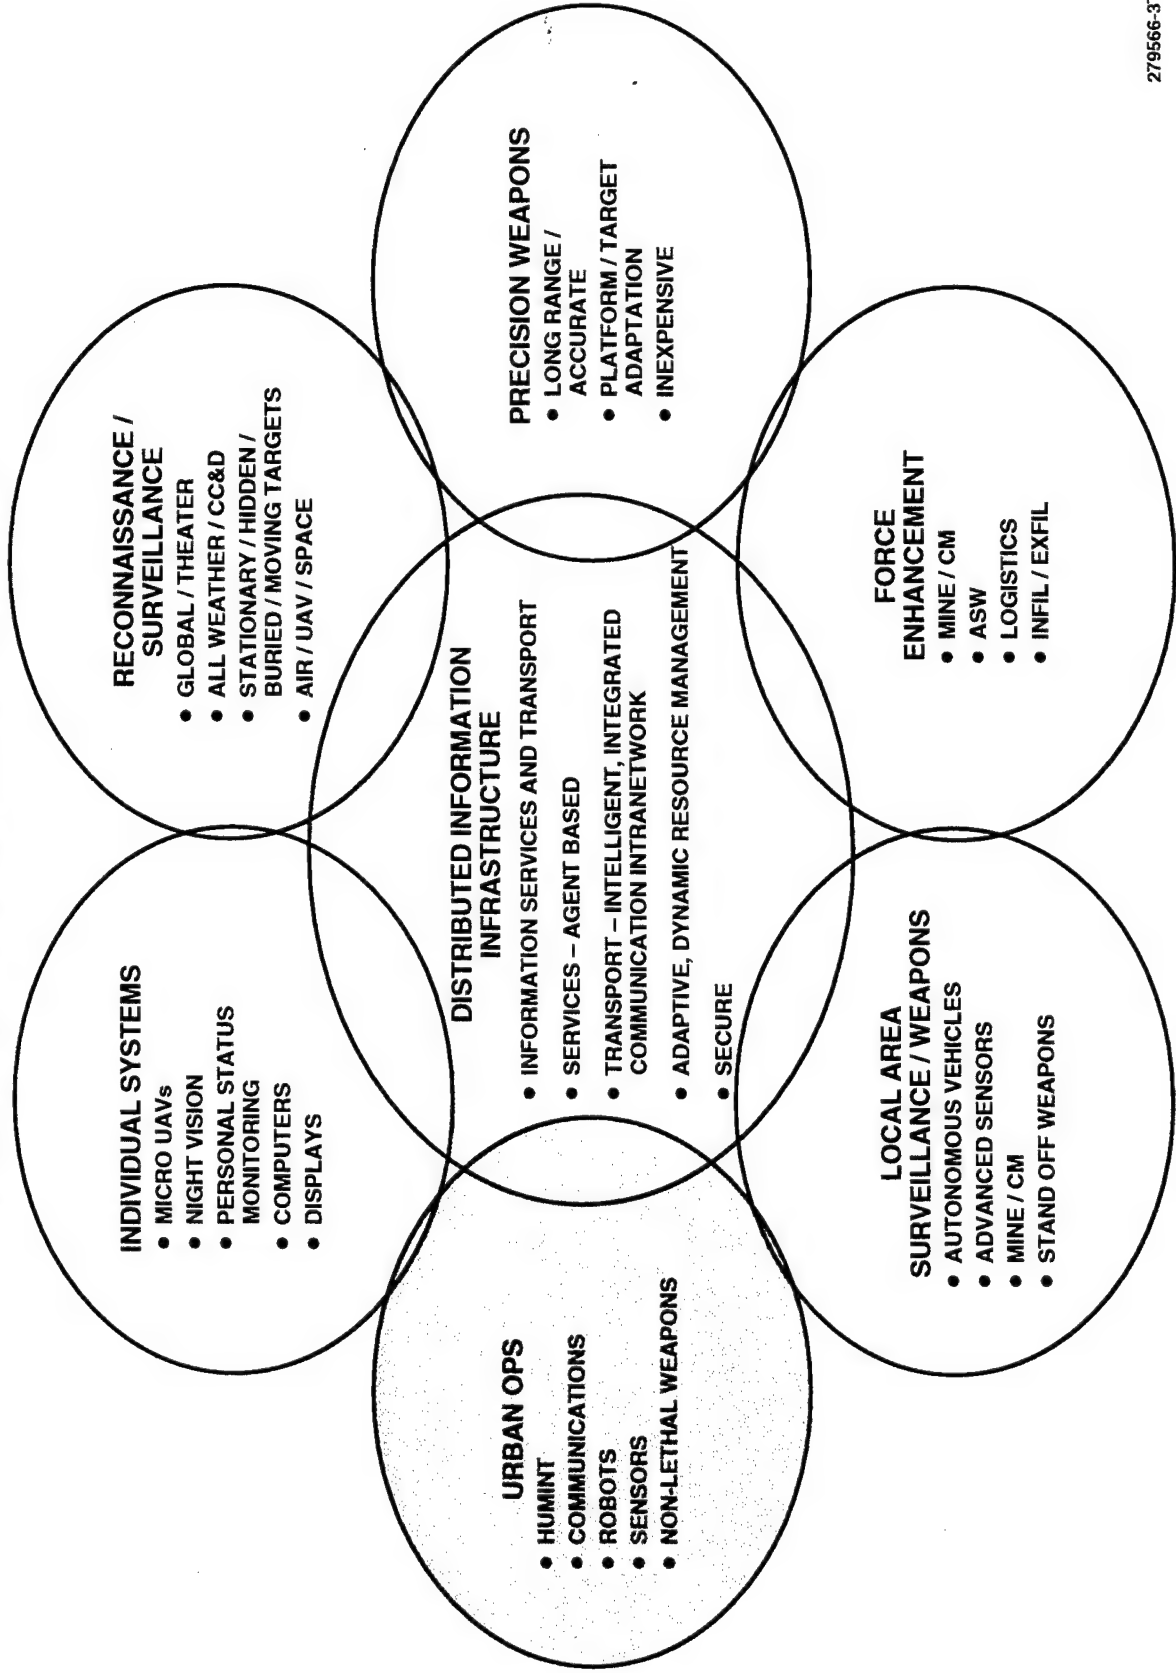 INDIVIDUAL SYSTEMS
• MICRO UAVs
• NIGHT VISION
• PERSONAL STATUS
MONITORING
• COMPUTERS
• DISPLAYS
RECONNAISSANCE /
SURVEILLANCE
• GLOBAL / THEATER
• ALL WEATHER / CC&D
• STATIONARY / HIDDEN /
BURIED / MOVING TARGETS
• AIR / UAV / SPACE
URBAN OPS
• HUMINT
• COMMUNICATIONS
• ROBOTS
• SENSORS
• NON-LETHAL WEAPONS
DISTRIBUTED INFORMATION
INFRASTRUCTURE
• INFORMATION SERVICES AND TRANSPORT
• SERVICES – AGENT BASED
• TRANSPORT – INTELLIGENT, INTEGRATED
COMMUNICATION INTRANETWORK
• ADAPTIVE, DYNAMIC RESOURCE MANAGEMENT
• SECURE
PRECISION WEAPONS
• LONG RANGE /
ACCURATE
• PLATFORM / TARGET
ADAPTATION
• INEXPENSIVE
LOCAL AREA
SURVEILLANCE / WEAPONS
• AUTONOMOUS VEHICLES
• ADVANCED SENSORS
• MINE / CM
• STAND OFF WEAPONS
FORCE
ENHANCEMENT
• MINE / CM
• ASW
• LOGISTICS
• INFIL / EXFIL